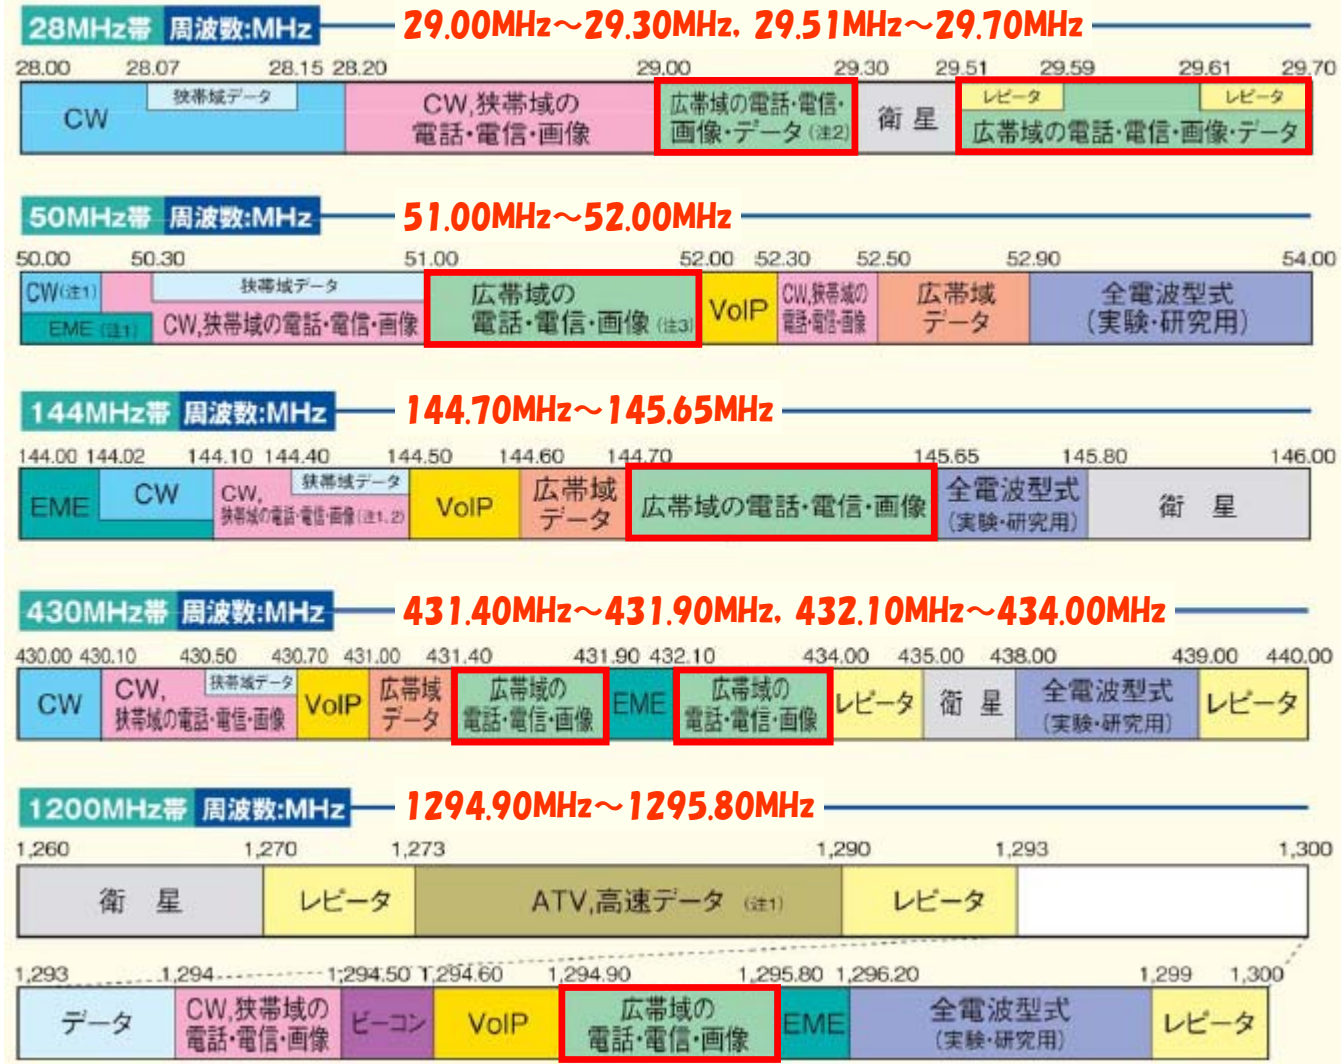 28MHz帯 周波数:MHz 29.00MHz～29.30MHz, 29.51MHz～29.70MHz
28.00 28.07 28.15 28.20 29.00 29.30 29.51 29.59 29.61 29.70
CW 狭帯域データ CW,狭帯域の 広帯域の電話・電信・ 衛星 レピータ レピータ
電話・電信・画像 画像・データ(注2) 広帯域の電話・電信・画像・データ
50MHz帯 周波数:MHz 51.00MHz～52.00MHz
50.00 50.30 51.00 52.00 52.30 52.50 52.90 54.00
CW(注1) 狭帯域データ 広帯域の VoIP CW,狭帯域の 広帯域 全電波型式
EME(注1) CW,狭帯域の電話・電信・画像 電話・電信・画像(注3) 電話・電信・画像 データ (実験・研究用)
144MHz帯 周波数:MHz 144.70MHz～145.65MHz
144.00 144.02 144.10 144.40 144.50 144.60 144.70 145.65 145.80 146.00
EME CW CW, 狭帯域データ VoIP 広帯域 広帯域の電話・電信・画像 全電波型式 衛星
狭帯域の電話・電信・画像(注1,2) データ (実験・研究用)
430MHz帯 周波数:MHz 431.40MHz～431.90MHz, 432.10MHz～434.00MHz
430.00 430.10 430.50 430.70 431.00 431.40 431.90 432.10 434.00 435.00 438.00 439.00 440.00
CW CW, 狭帯域データ VoIP 広帯域 広帯域の EME 広帯域の レピータ 衛星 全電波型式 レピータ
狭帯域の電話・電信・画像 データ 電話・電信・画像 電話・電信・画像 (実験・研究用)
1200MHz帯 周波数:MHz 1294.90MHz～1295.80MHz
1,260 1,270 1,273 1,290 1,293 1,300
衛星 レピータ ATV,高速データ (注1) レピータ
1,293 1,294 1,294.50 1,294.60 1,294.90 1,295.80 1,296.20 1,299 1,300
データ CW,狭帯域の ビーコン VoIP 広帯域の EME 全電波型式 レピータ
電話・電信・画像 電話・電信・画像 (実験・研究用)